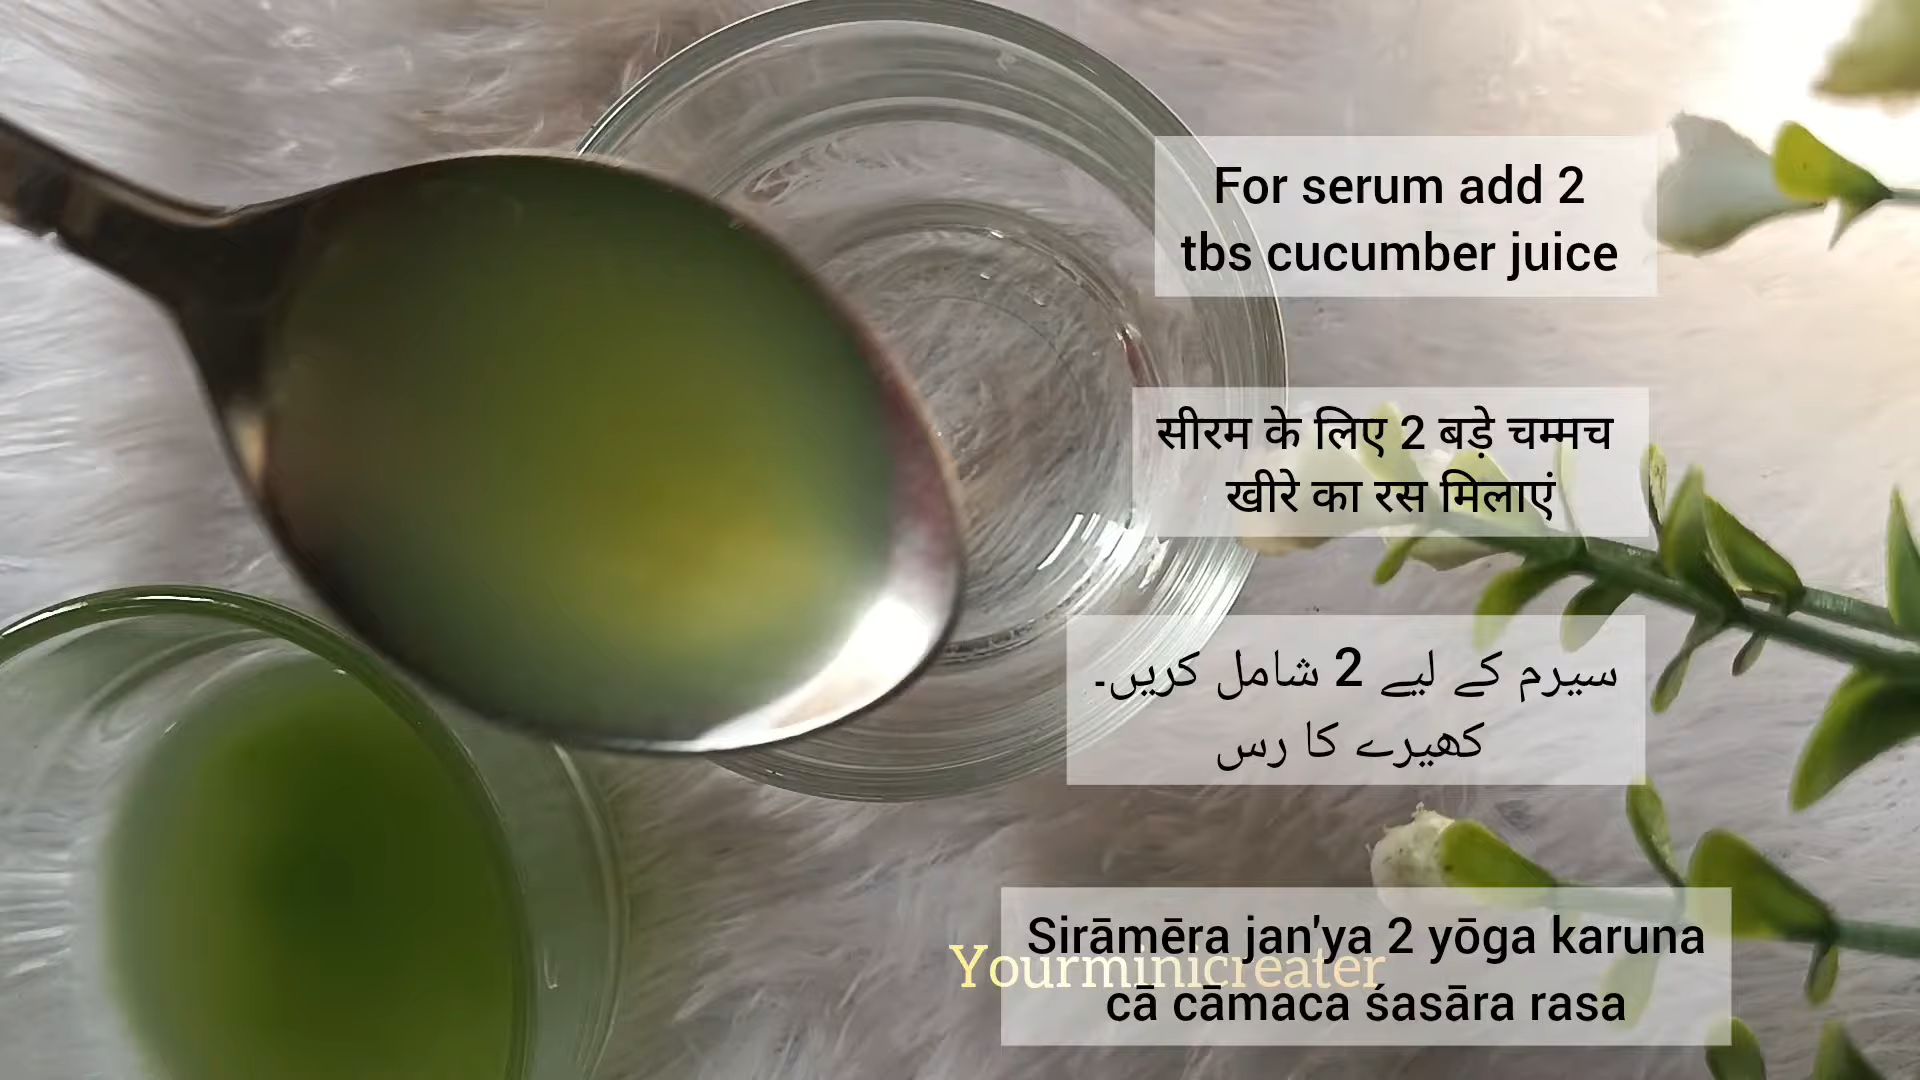 For serum add 2
tbs cucumber juice
सीरम के लिए 2 बड़े चम्मच
खीरे का रस मिलाएं
سیرم کے لیے 2 شامل کریں۔
کھیرے کا رس
Sirāmēra jan'ya 2 yōga karuna
Yourminicreater
cā cāmaca śasāra rasa